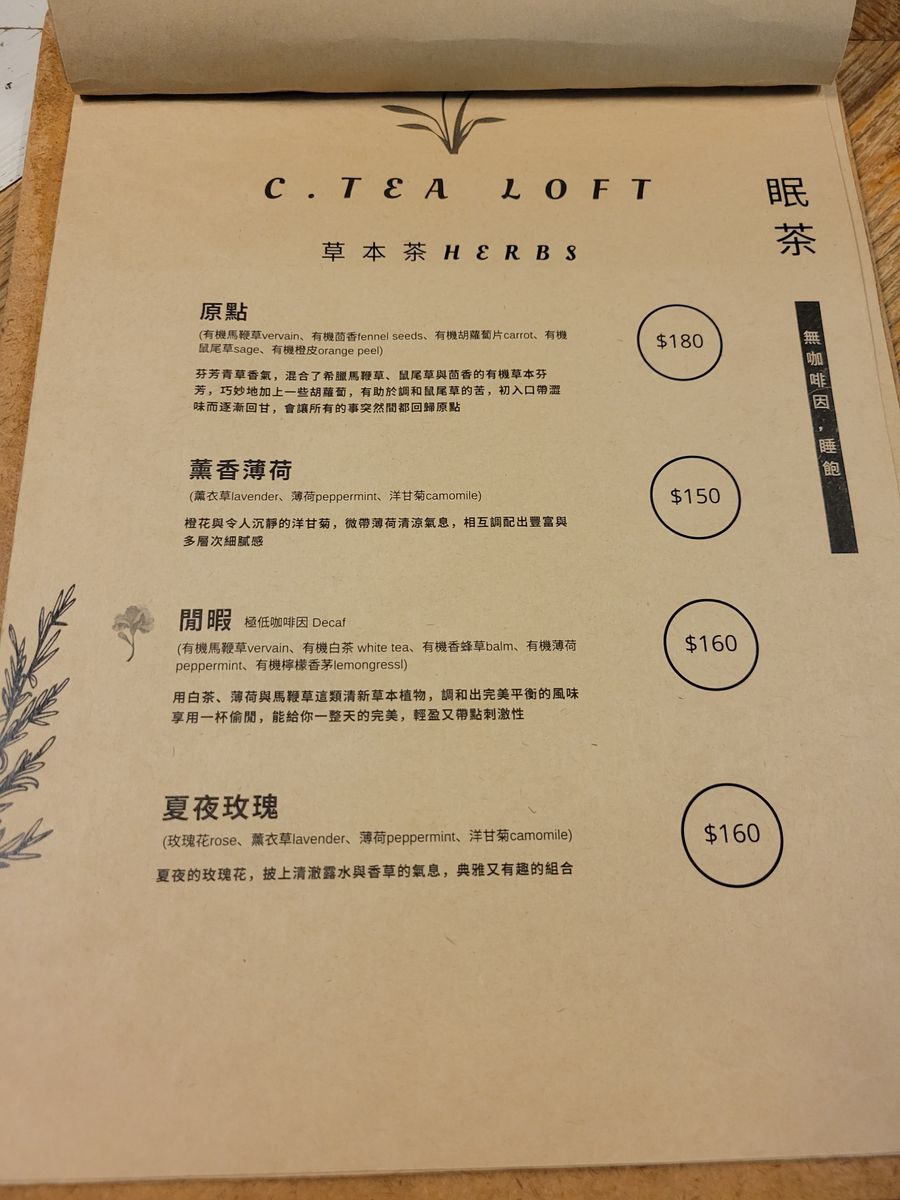 C.TEA LOFT
草本茶HERBS
眠茶
無咖啡因,睡飽
原點
$180
(有機馬鞭草vervain、有機茴香fennel seeds、有機胡蘿蔔片carrot、有機
鼠尾草sage、有機橙皮orange peel)
芬芳青草香氣，混合了希臘馬鞭草、鼠尾草與茴香的有機草本芬
芳，巧妙地加上一些胡蘿蔔，有助於調和鼠尾草的苦，初入口帶澀
味而逐漸回甘，會讓所有的事突然間都回歸原點
薰香薄荷
$150
(薰衣草lavender、薄荷peppermint、洋甘菊camomile)
橙花與令人沉靜的洋甘菊，微帶薄荷清涼氣息，相互調配出豐富與
多層次細膩感
閒暇 極低咖啡因 Decaf
$160
(有機馬鞭草vervain、有機白茶 white tea、有機香蜂草balm、有機薄荷
peppermint、有機檸檬香茅lemongressl)
用白茶、薄荷與馬鞭草這類清新草本植物，調和出完美平衡的風味
享用一杯偷閒，能給你一整天的完美，輕盈又帶點刺激性
夏夜玫瑰
$160
(玫瑰花rose、薰衣草lavender、薄荷peppermint、洋甘菊camomile)
夏夜的玫瑰花，披上清澈露水與香草的氣息，典雅又有趣的組合